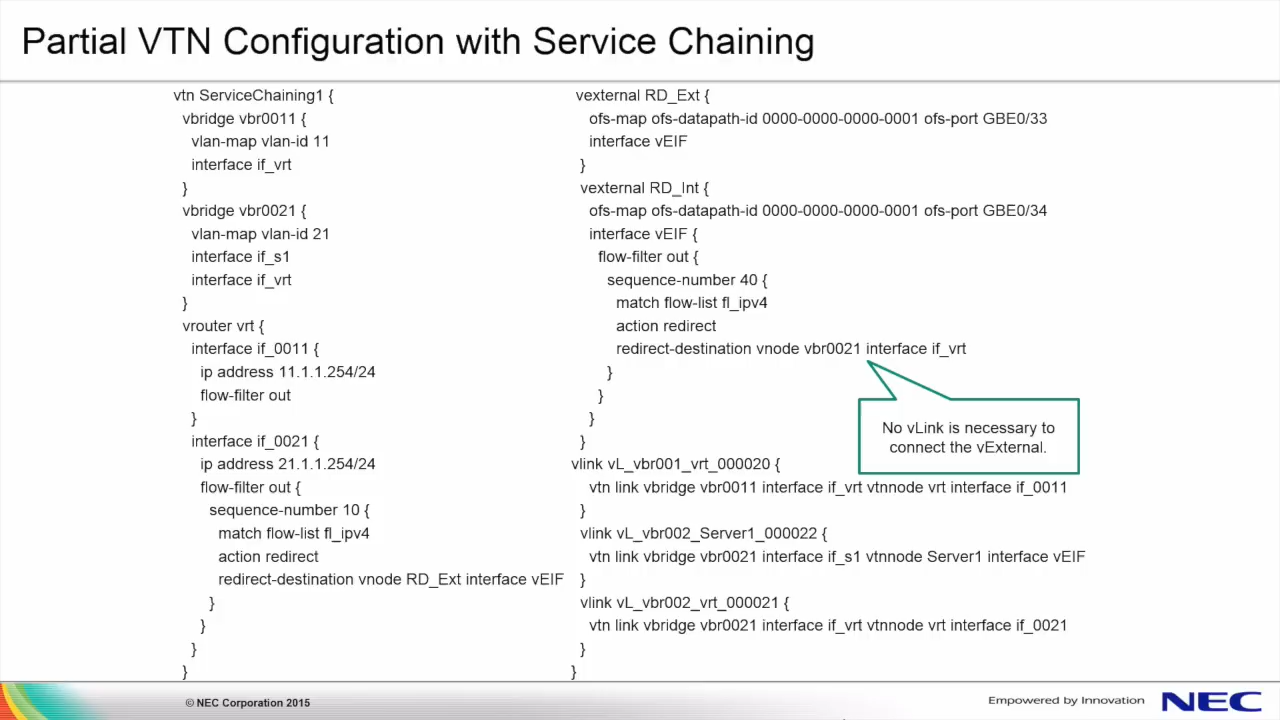 Partial VTN Configuration with Service Chaining
vtn ServiceChaining1 {
vbridge vbr0011 {
vlan-map vlan-id 11
interface if_vrt
}
vbridge vbr0021 {
vlan-map vlan-id 21
interface if_s1
interface if_vrt
}
vrouter vrt {
interface if_0011 {
ip address 11.1.1.254/24
flow-filter out
}
interface if_0021 {
ip address 21.1.1.254/24
flow-filter out {
sequence-number 10 {
match flow-list fl_ipv4
action redirect
redirect-destination vnode RD_Ext interface vEIF
}
}
}
}
vexternal RD_Ext {
ofs-map ofs-datapath-id 0000-0000-0000-0001 ofs-port GBE0/33
interface vEIF
}
vexternal RD_Int {
ofs-map ofs-datapath-id 0000-0000-0000-0001 ofs-port GBE0/34
interface vEIF {
flow-filter out {
sequence-number 40 {
match flow-list fl_ipv4
action redirect
redirect-destination vnode vbr0021 interface if_vrt
}
}
}
}
No vLink is necessary to
connect the vExternal.
vlink vL_vbr001_vrt_000020 {
vtn link vbridge vbr0011 interface if_vrt vtnnode vrt interface if_0011
}
vlink vL_vbr002_Server1_000022 {
vtn link vbridge vbr0021 interface if_s1 vtnnode Server1 interface vEIF
}
vlink vL_vbr002_vrt_000021 {
vtn link vbridge vbr0021 interface if_vrt vtnnode vrt interface if_0021
}
}
© NEC Corporation 2015
Empowered by Innovation
NEC